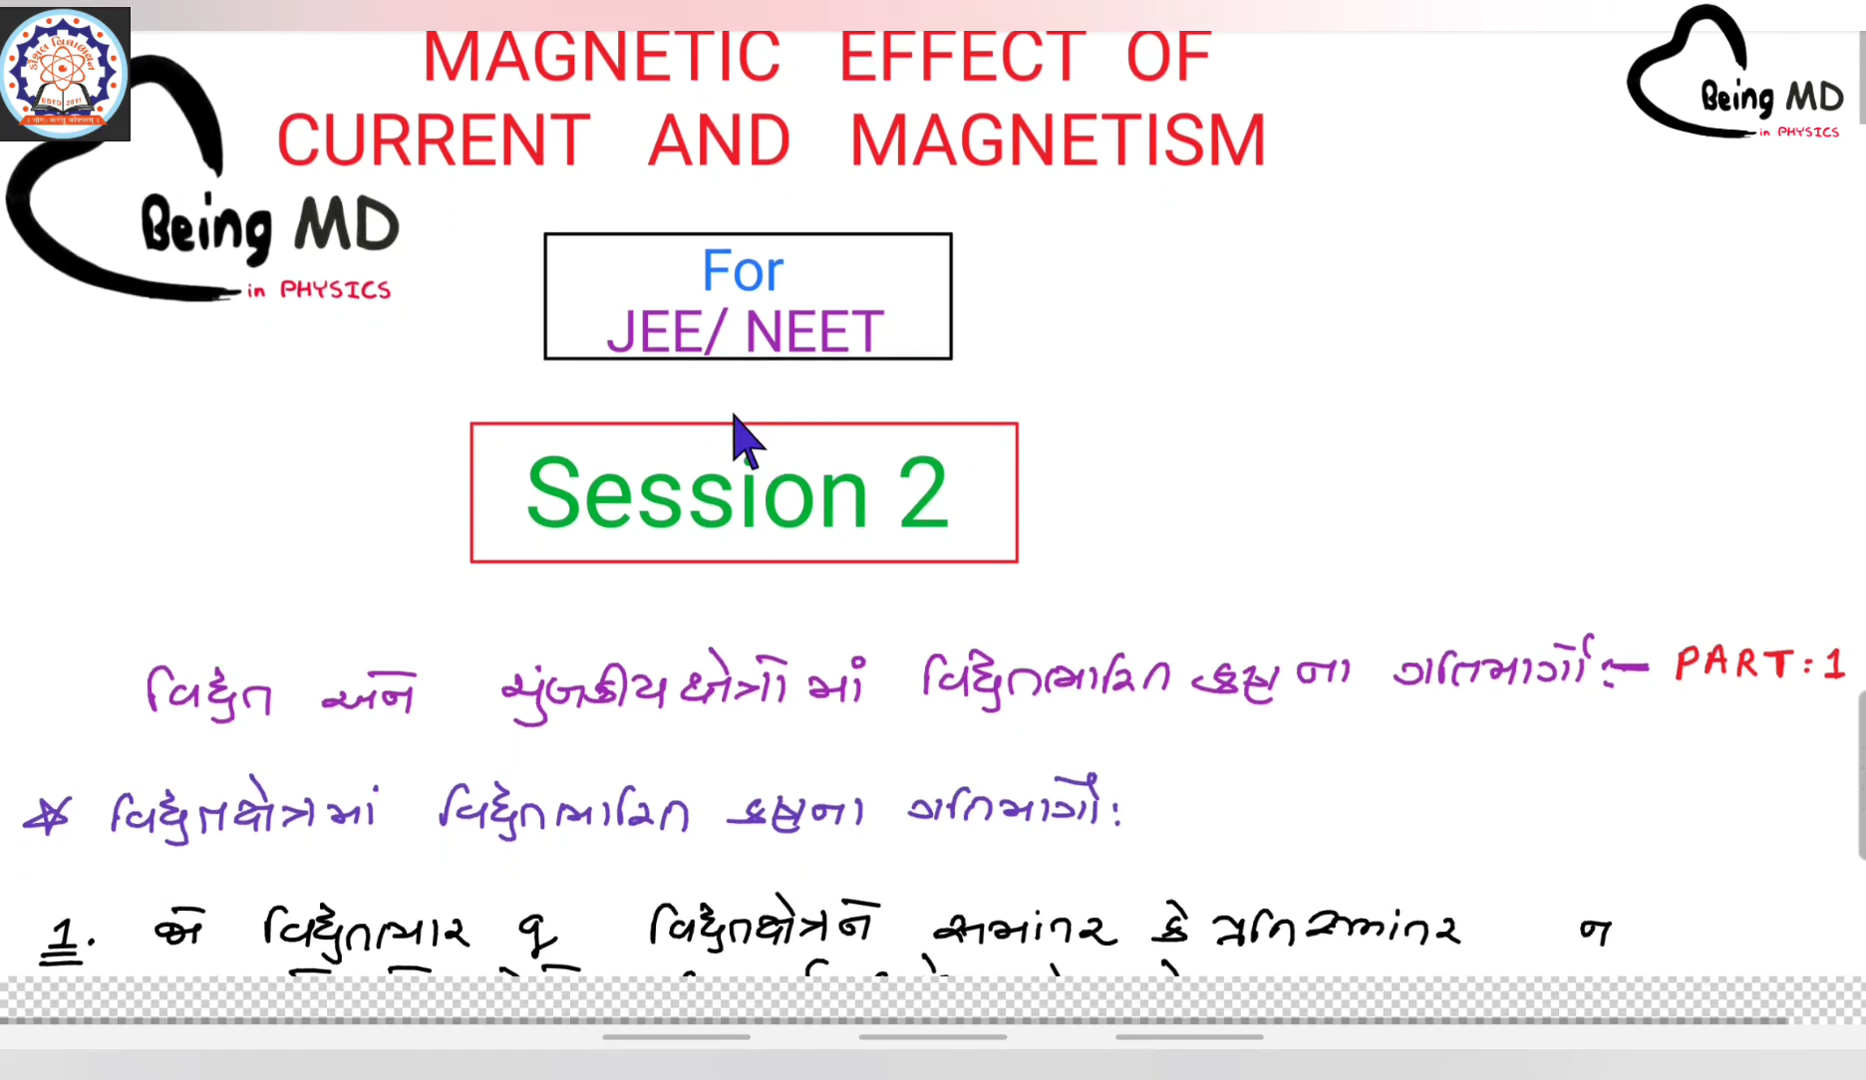 MAGNETIC EFFECT OF
CURRENT AND MAGNETISM
Being MD
in PHYSICS
Being MD
in PHYSICS
For
JEE/ NEET
Session 2
વિદ્યુત અને ચુંબકીય ક્ષેત્રોમાં વિદ્યુતભારિત કણના ગતિમાર્ગો :- PART : 1
☆ વિદ્યુતક્ષેત્રમાં વિદ્યુતભારિત કણના ગતિમાર્ગો :
1. વિદ્યુતભાર q વિદ્યુતક્ષેત્રને સમાંતર કે પ્રતિસમાંતર ન